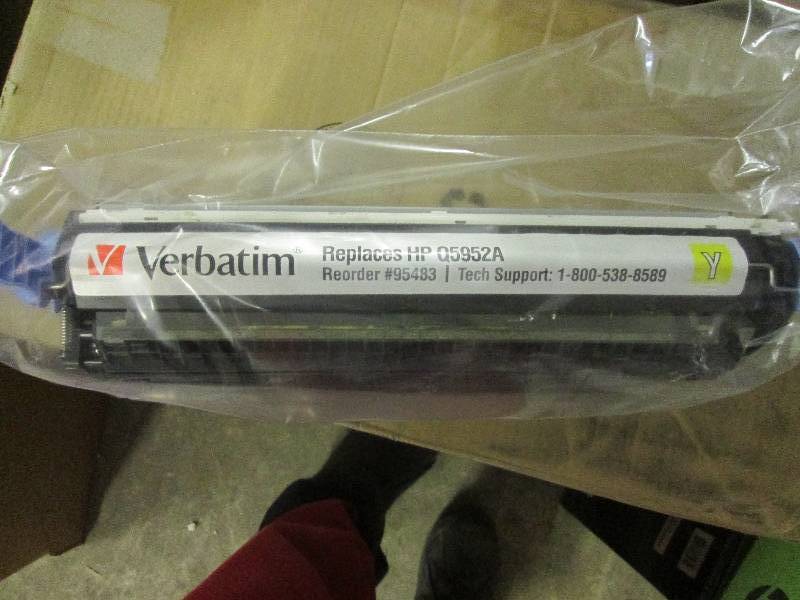 Verbatim®
Replaces HP Q5952A
Reorder #95483 | Tech Support: 1-800-538-8589
Y